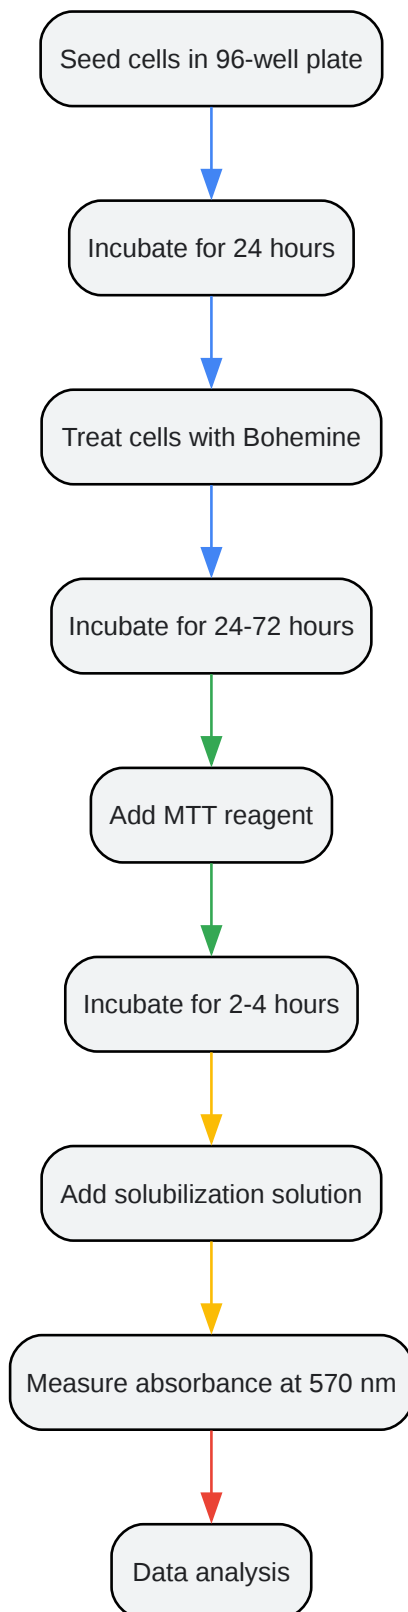 Seed cells in 96-well plate
Incubate for 24 hours
Treat cells with Bohemine
Incubate for 24-72 hours
Add MTT reagent
Incubate for 2-4 hours
Add solubilization solution
Measure absorbance at 570 nm
Data analysis